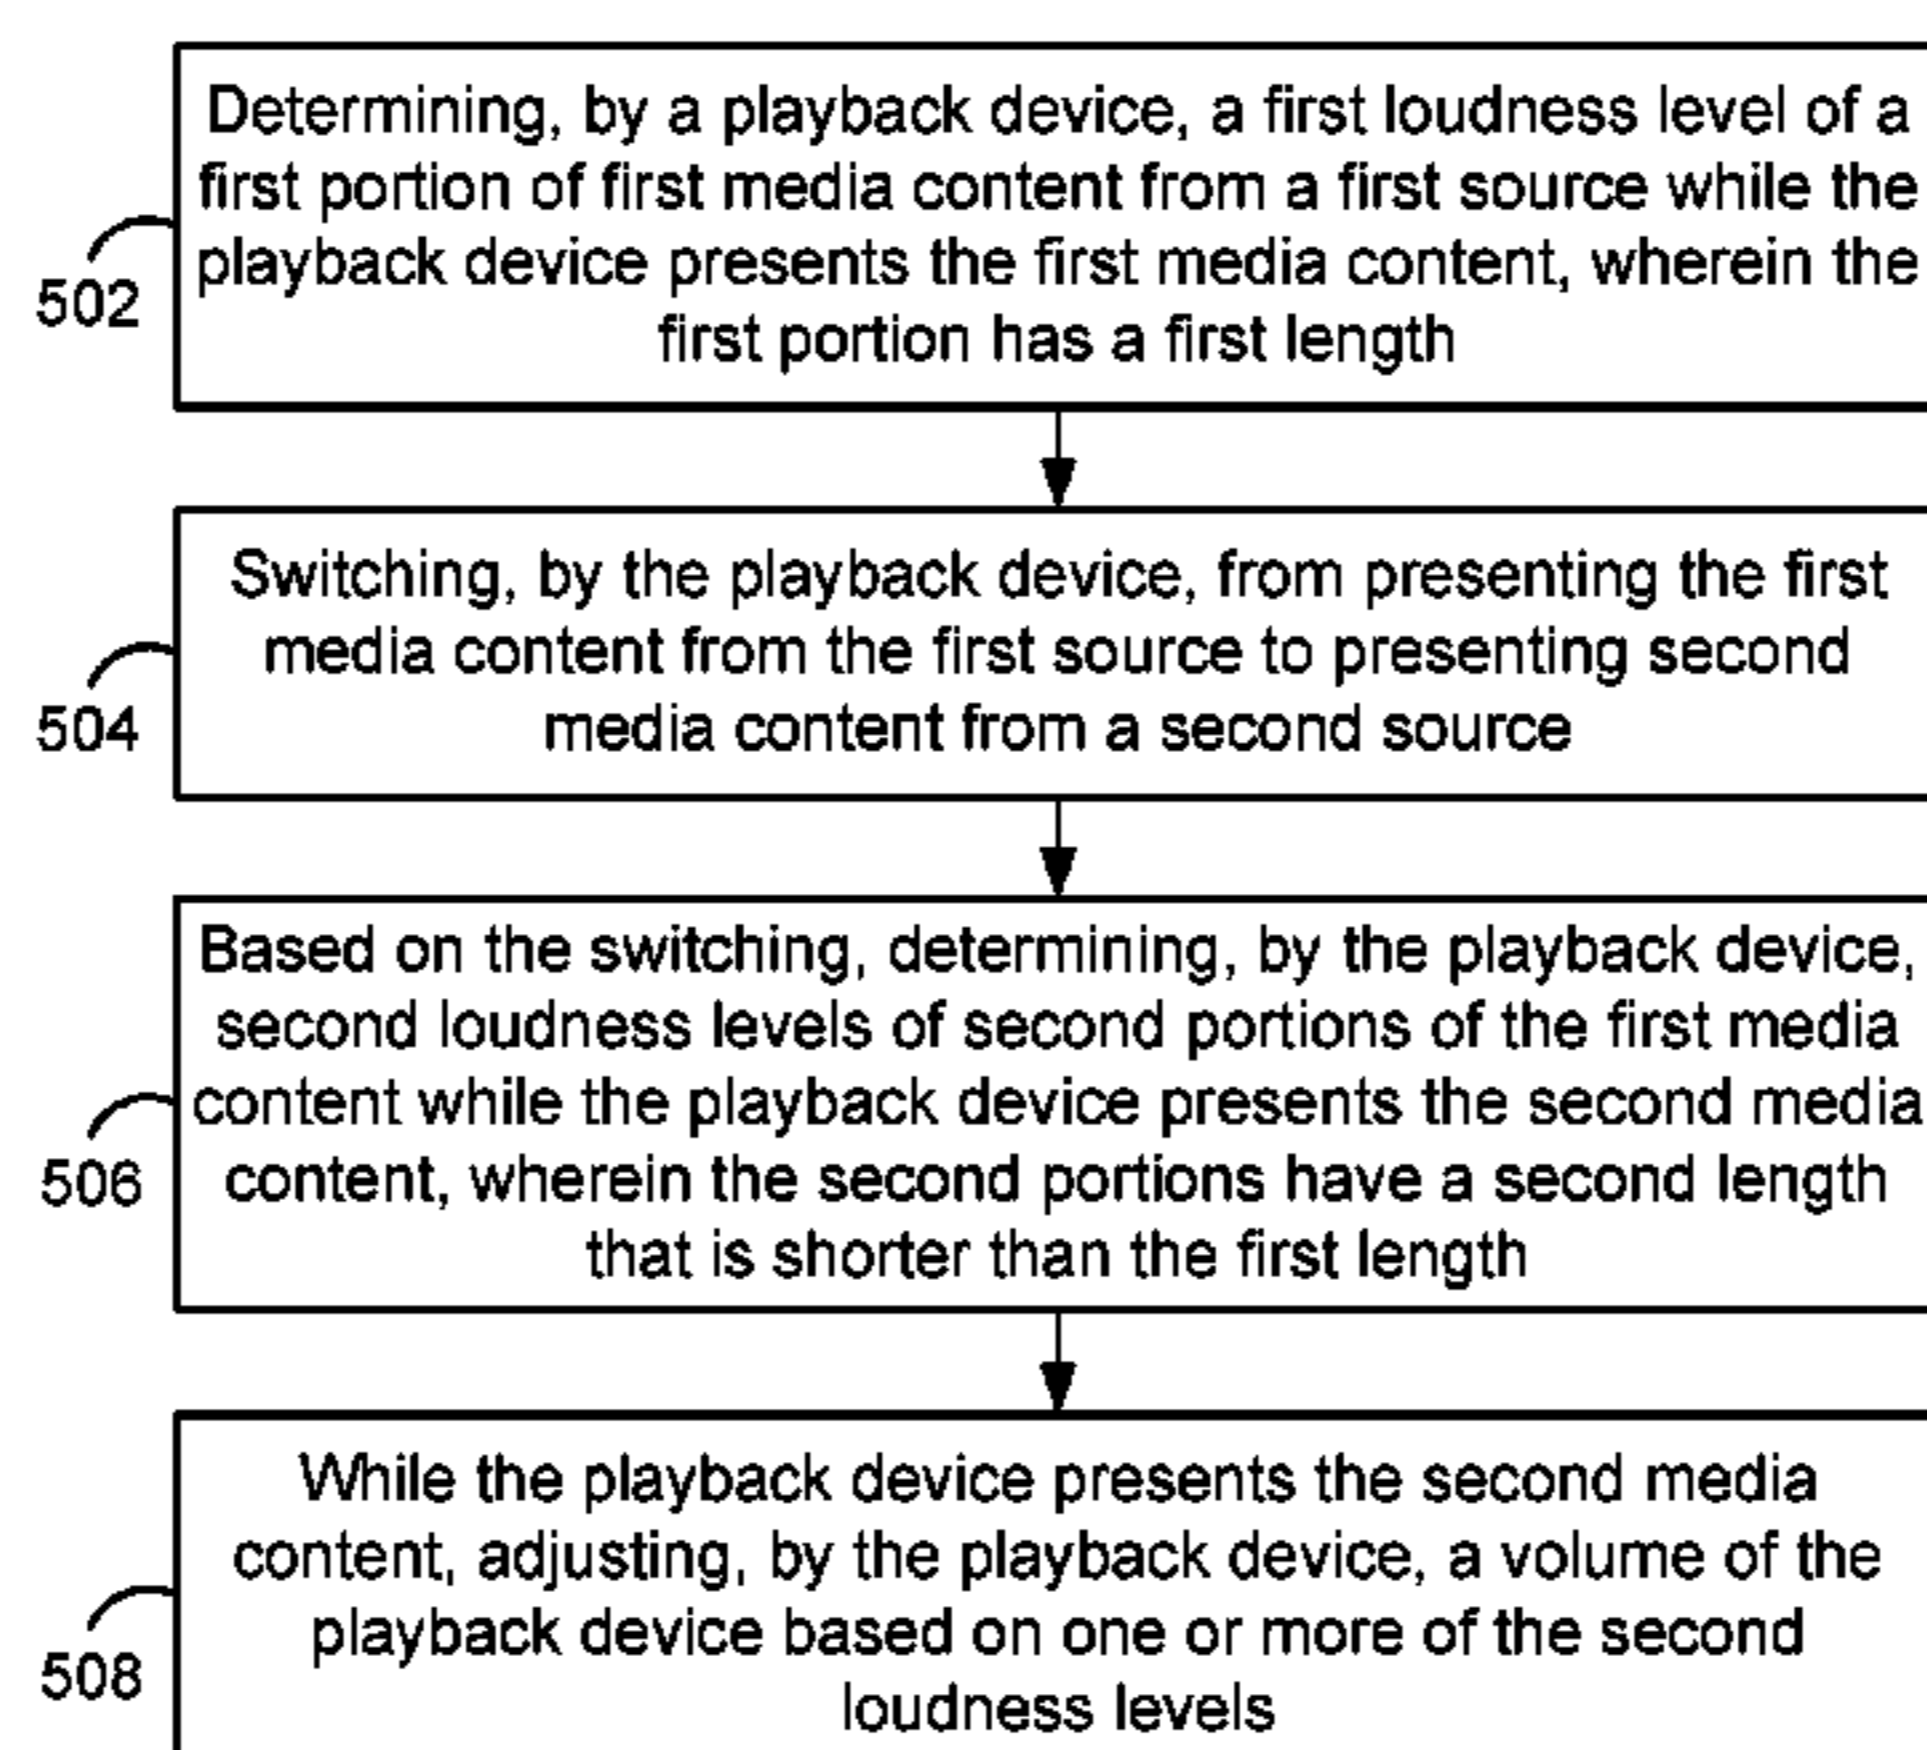 Determining, by a playback device, a first loudness level of a
first portion of first media content from a first source while the
playback device presents the first media content, wherein the
first portion has a first length
502
Switching, by the playback device, from presenting the first
media content from the first source to presenting second
media content from a second source
504
Based on the switching, determining, by the playback device,
second loudness levels of second portions of the first media
content while the playback device presents the second media
content, wherein the second portions have a second length
that is shorter than the first length
506
While the playback device presents the second media
content, adjusting, by the playback device, a volume of the
playback device based on one or more of the second
loudness levels
508